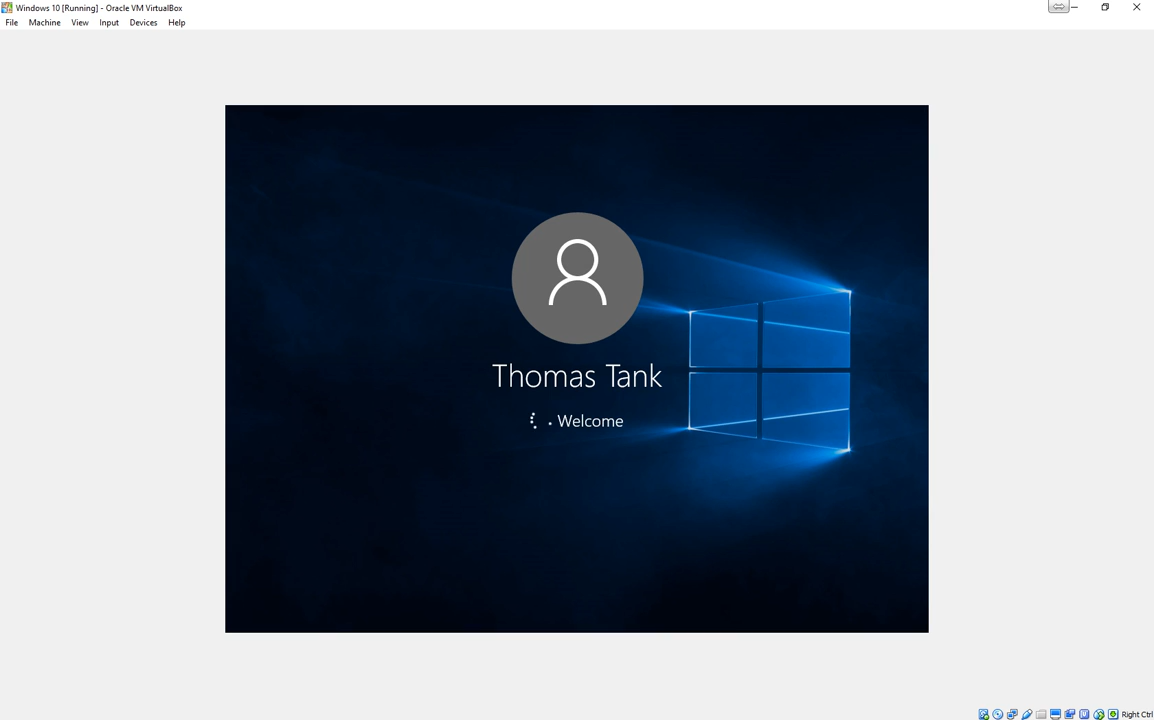 Windows 10 [Running] - Oracle VM VirtualBox
File Machine View Input Devices Help
Thomas Tank
Welcome
Right Ctrl